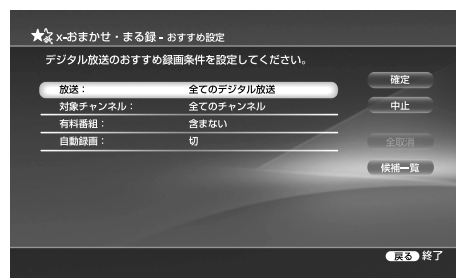 x-おまかせ・まる録 - おすすめ設定
デジタル放送のおすすめ録画条件を設定してください。
放送： 全てのデジタル放送
対象チャンネル： 全てのチャンネル
有料番組： 含まない
自動録画： 切
確定
中止
全取消
候補一覧
戻る 終了